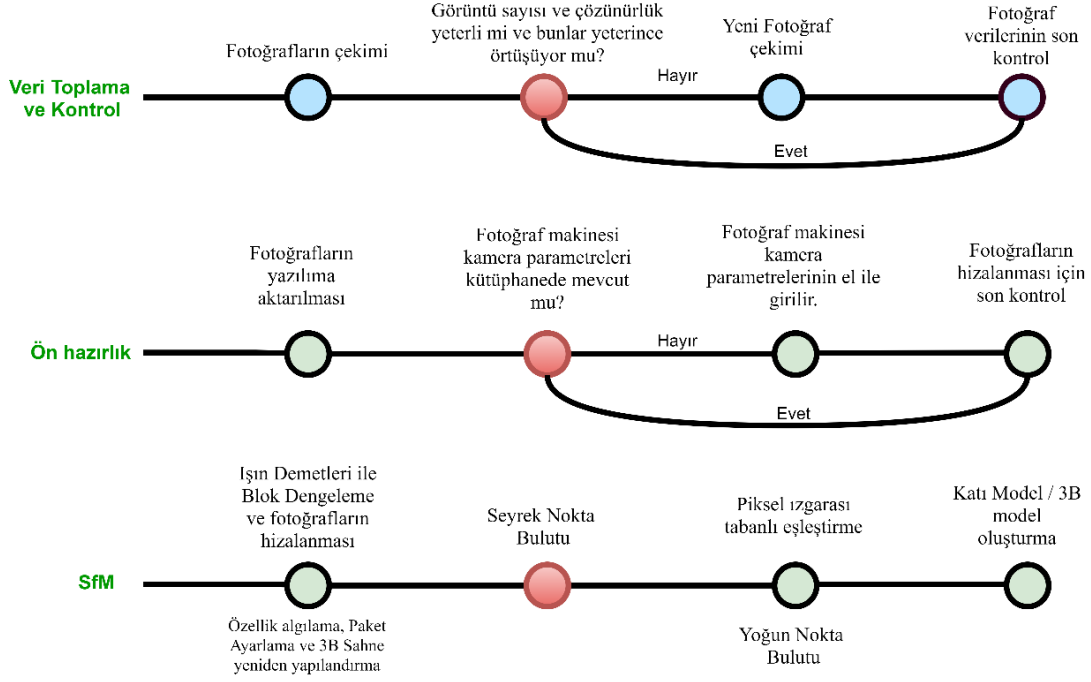 Fotoğrafların çekimi
Görüntü sayısı ve çözünürlük
yeterli mi ve bunlar yeterince
örtüşüyor mu?
Yeni Fotoğraf
çekimi
Fotoğraf
verilerinin son
kontrol
Veri Toplama
ve Kontrol
Hayır
Evet
Fotoğrafların
yazılıma
aktarılması
Fotoğraf makinesi
kamera parametreleri
kütüphanede mevcut
mu?
Fotoğraf makinesi
kamera
parametrelerinin el ile
girilir.
Fotoğrafların
hizalanması için
son kontrol
Ön hazırlık
Hayır
Evet
Işın Demetleri ile
Blok Dengeleme
ve fotoğrafların
hizalanması
Seyrek Nokta
Bulutu
Piksel ızgarası
tabanlı eşleştirme
Katı Model / 3B
model
oluşturma
SfM
Özellik algılama, Paket
Ayarlama ve 3B Sahne
yeniden yapılandırma
Yoğun Nokta
Bulutu